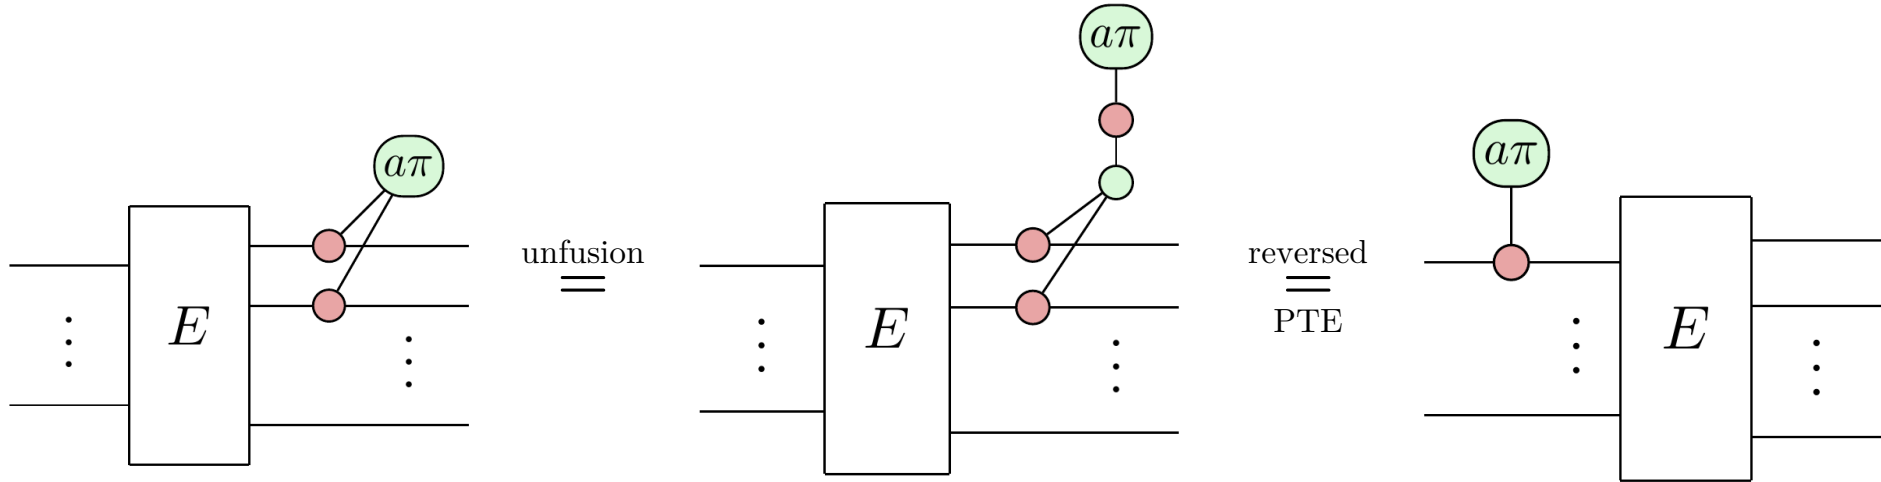 aπ
E
unfusion
=
aπ
E
reversed
=
PTE
aπ
E